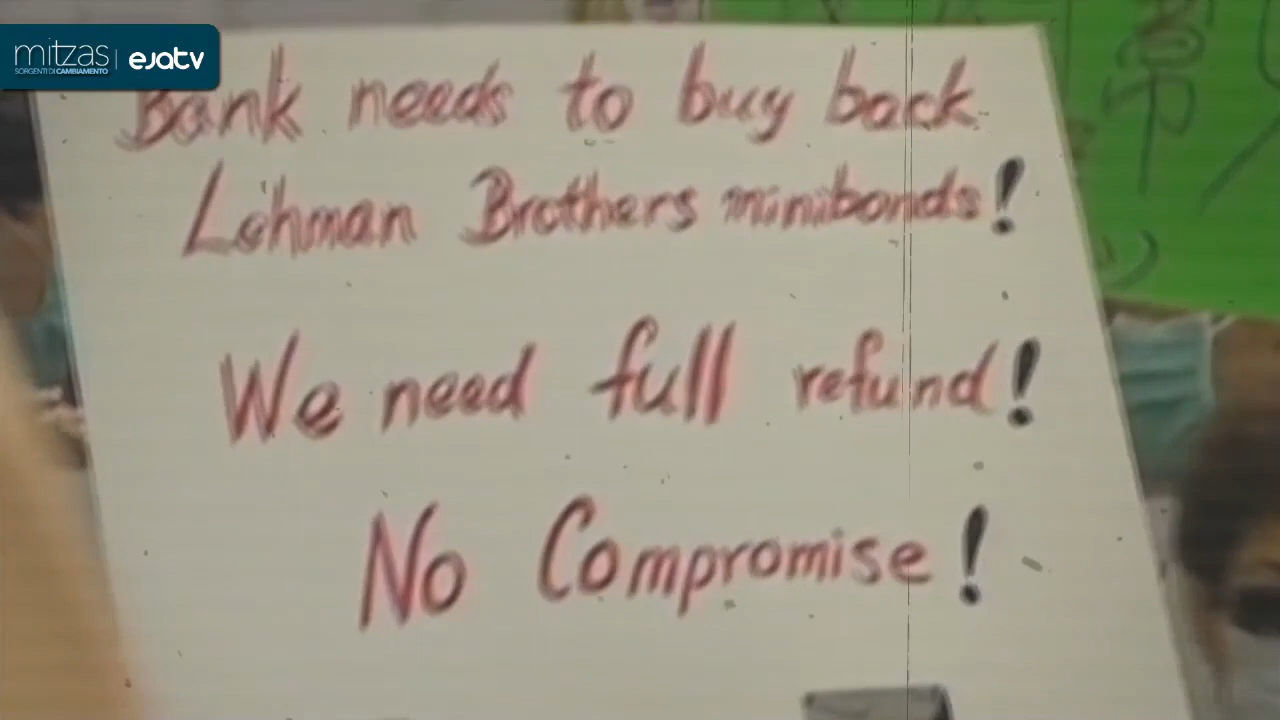 mitzas
SORGENTI DI CAMBIAMENTO
ejatv
Bank needs to buy back
Lehman Brothers minibonds!
We need full refund!
No Compromise!
常